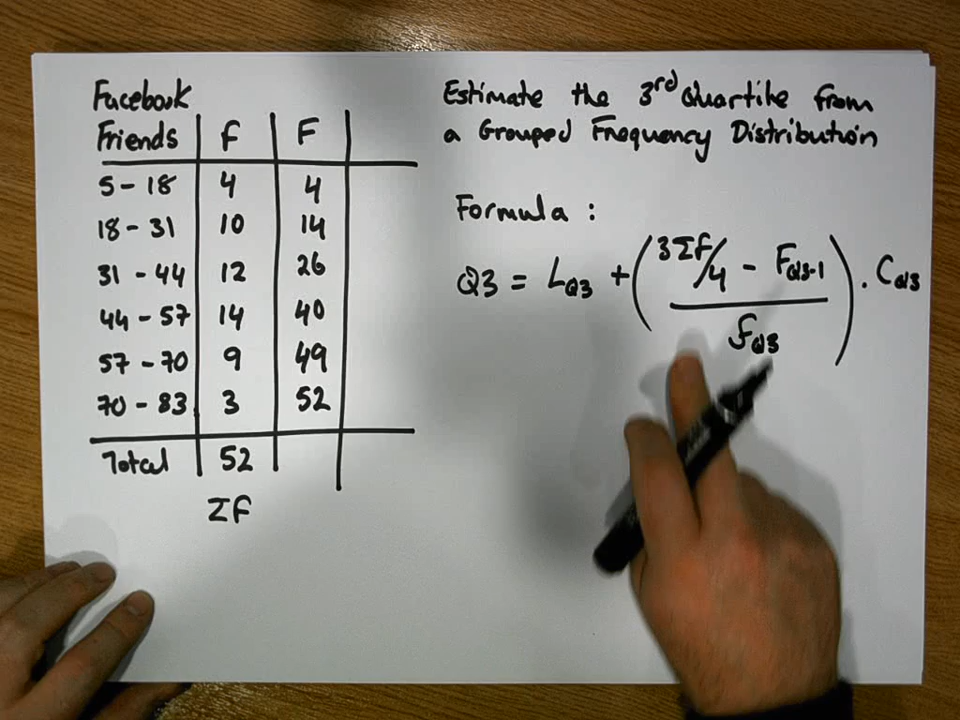 Facebook
Friends f F
5 - 18 4 4
18 - 31 10 14
31 - 44 12 26
44 - 57 14 40
57 - 70 9 49
70 - 83 3 52
Total 52
Σf
Estimate the 3rd Quartile from
a Grouped Frequency Distribution
Formula :
Q3 = LQ3 + ( 3Σf/4 - FQ3-1 / fQ3 ) . CQ3